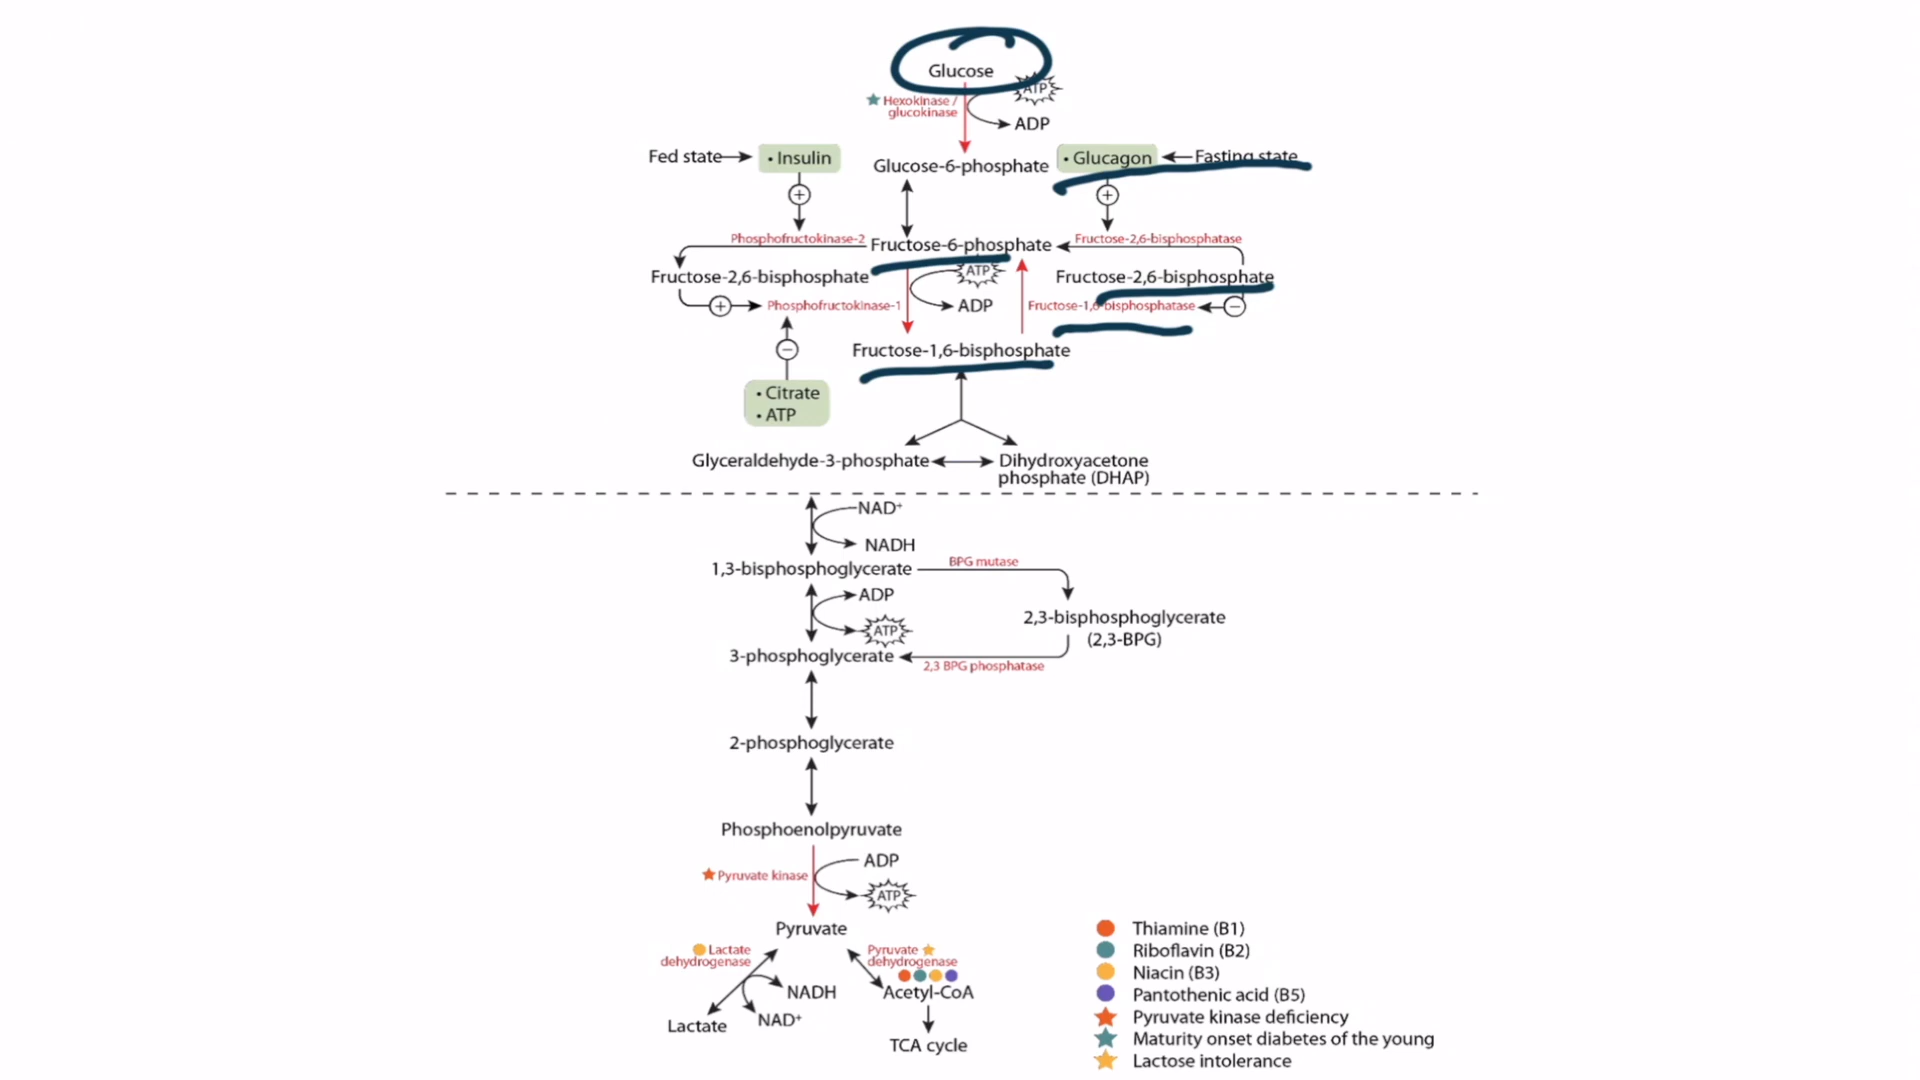 Glucose
ATP
Hexokinase /
glucokinase
ADP
Fed state
• Insulin
Glucose-6-phosphate
• Glucagon
Fasting state
+
+
Phosphofructokinase-2
Fructose-6-phosphate
Fructose-2,6-bisphosphatase
Fructose-2,6-bisphosphate
ATP
Fructose-2,6-bisphosphate
+
Phosphofructokinase-1
ADP
Fructose-1,6-bisphosphatase
−
−
Fructose-1,6-bisphosphate
• Citrate
• ATP
Glyceraldehyde-3-phosphate
Dihydroxyacetone
phosphate (DHAP)
NAD+
NADH
1,3-bisphosphoglycerate
BPG mutase
ADP
2,3-bisphosphoglycerate
(2,3-BPG)
ATP
3-phosphoglycerate
2,3 BPG phosphatase
2-phosphoglycerate
Phosphoenolpyruvate
ADP
Pyruvate kinase
ATP
Pyruvate
Lactate
dehydrogenase
Pyruvate
dehydrogenase
NADH
Acetyl-CoA
NAD+
Lactate
TCA cycle
Thiamine (B1)
Riboflavin (B2)
Niacin (B3)
Pantothenic acid (B5)
Pyruvate kinase deficiency
Maturity onset diabetes of the young
Lactose intolerance